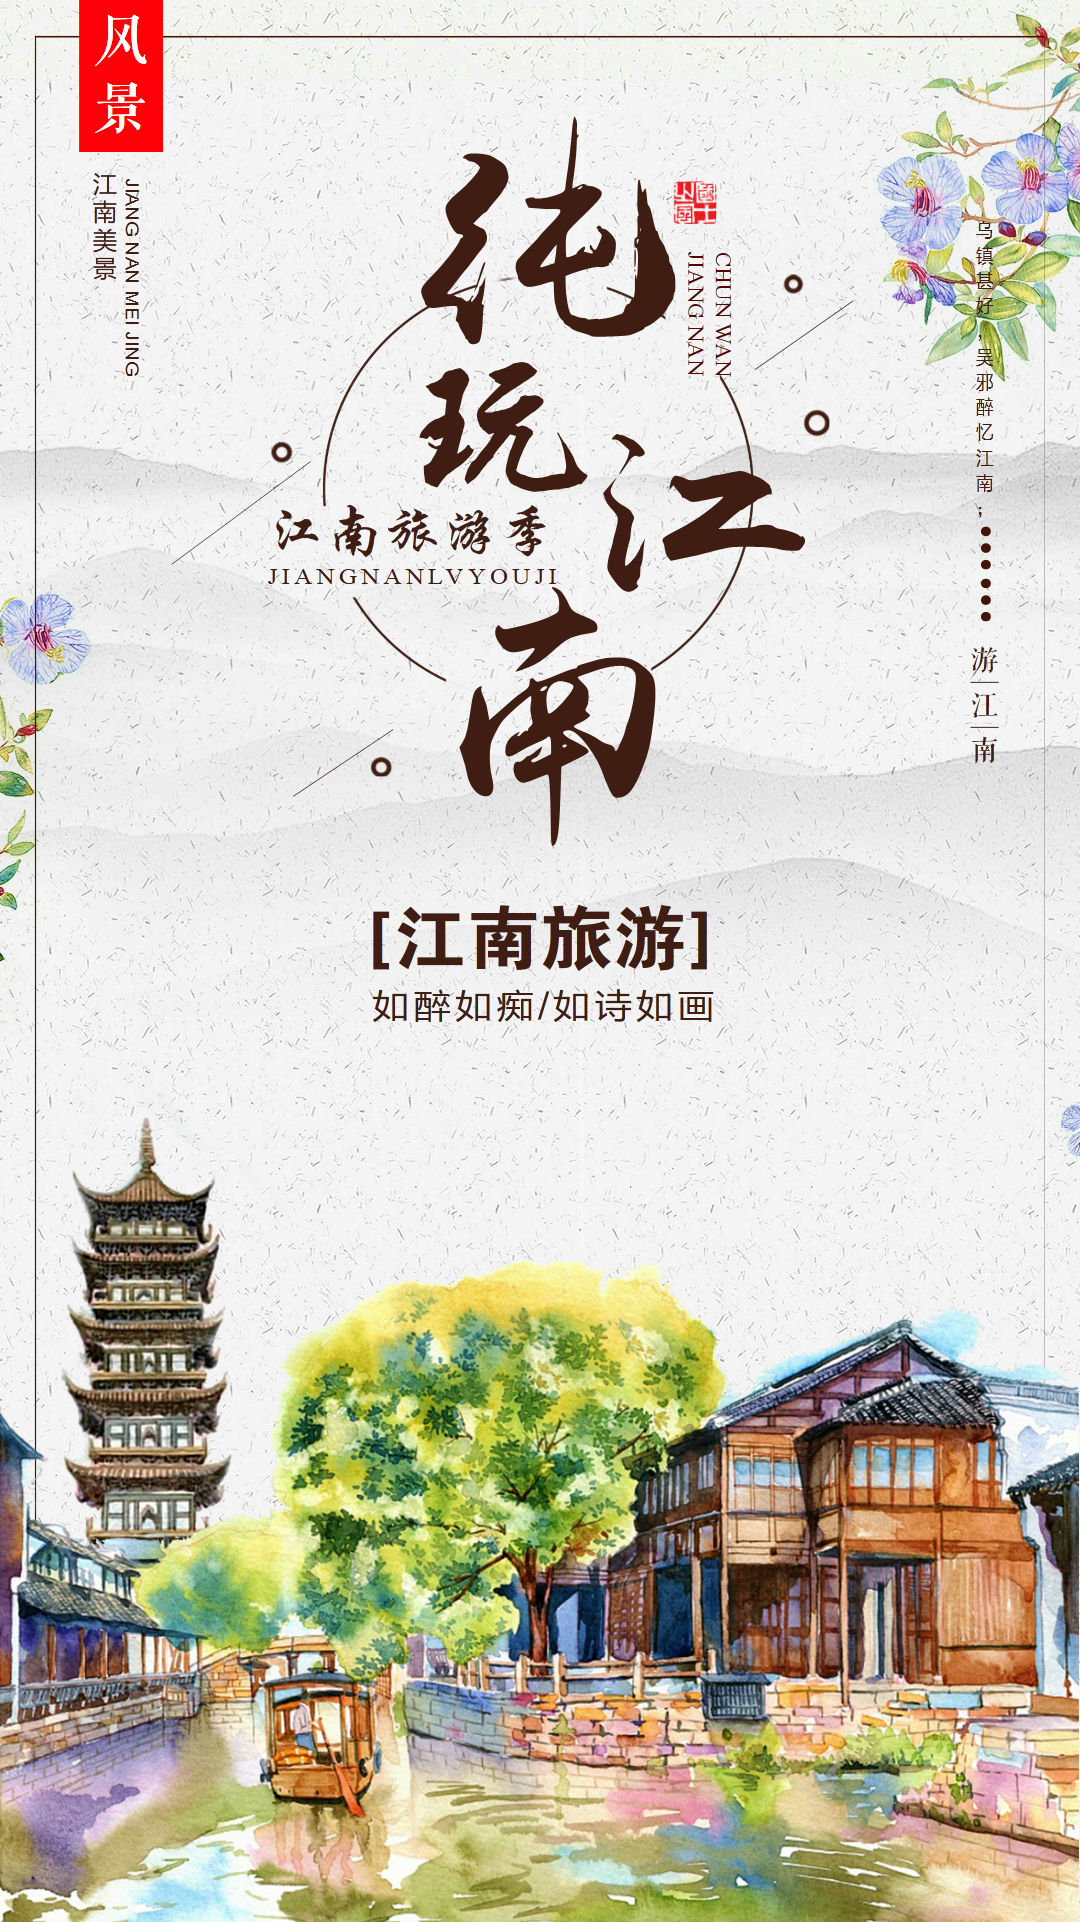 风景
江南美景
JIANG NAN MEI JING
纯玩江南
CHUN WAN
JIANG NAN
江南旅游季
JIANGNANLVYOUJI
乌镇甚好，吴邪醉忆江南；
游江南
[江南旅游]
如醉如痴/如诗如画